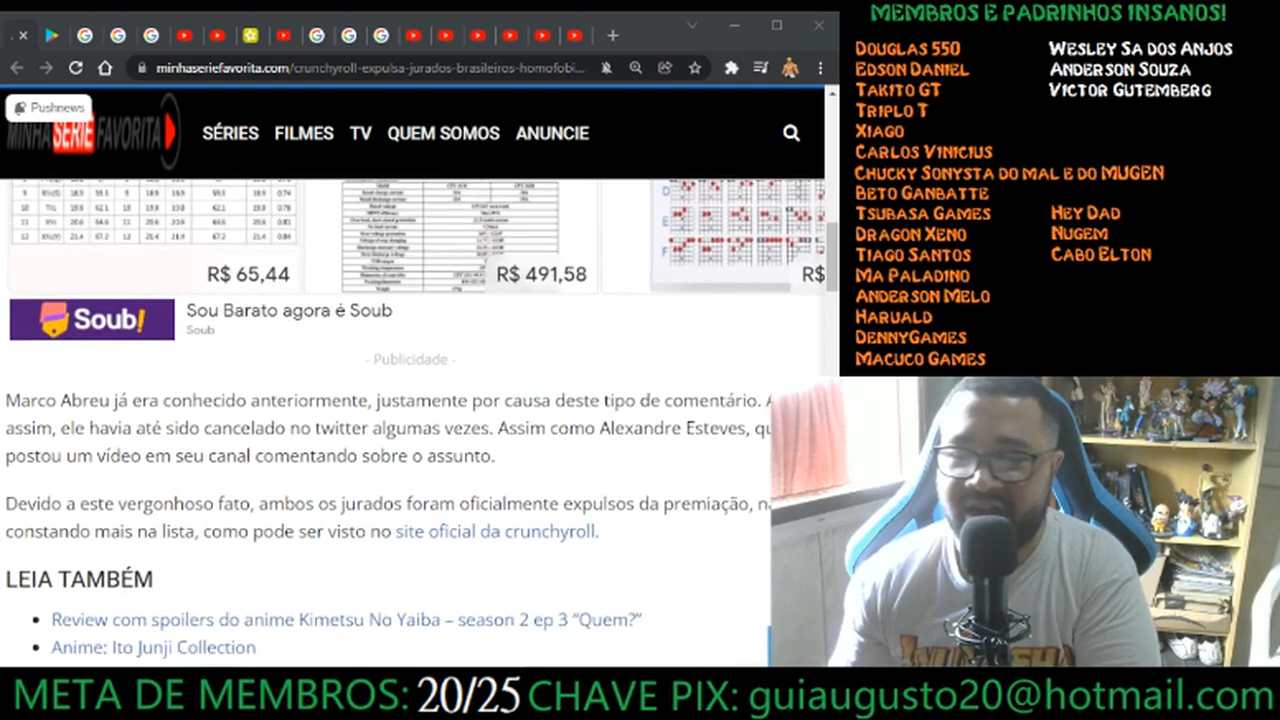 MEMBROS E PADRINHOS INSANOS!
DOUGLAS 550
EDSON DANIEL
TAKITO GT
TRIPLO T
XIAGO
CARLOS VINICIUS
CHUCKY SONYSTA DO MAL E DO MUGEN
BETO GANBATTE
TSUBASA GAMES
DRAGON XENO
TIAGO SANTOS
MA PALADINO
ANDERSON MELO
HARUALD
DENNYGAMES
MACUCO GAMES
WESLEY SA DOS ANJOS
ANDERSON SOUZA
VICTOR GUTEMBERG
HEY DAD
NUGEM
CABO ELTON
minhaseriefavorita.com/crunchyroll-expulsa-jurados-brasileiros-homofobi...
Pushnews
MINHA SERIE FAVORITA
SÉRIES FILMES TV QUEM SOMOS ANUNCIE
R$ 65,44
R$ 491,58
R$
Soub!
Sou Barato agora é Soub
Soub
- Publicidade -
Marco Abreu já era conhecido anteriormente, justamente por causa deste tipo de comentário.
assim, ele havia até sido cancelado no twitter algumas vezes. Assim como Alexandre Esteves, qu
postou um vídeo em seu canal comentando sobre o assunto.
Devido a este vergonhoso fato, ambos os jurados foram oficialmente expulsos da premiação, n
constando mais na lista, como pode ser visto no site oficial da crunchyroll.
LEIA TAMBÉM
Review com spoilers do anime Kimetsu No Yaiba – season 2 ep 3 “Quem?”
Anime: Ito Junji Collection
META DE MEMBROS: 20/25 CHAVE PIX: guiaugusto20@hotmail.com